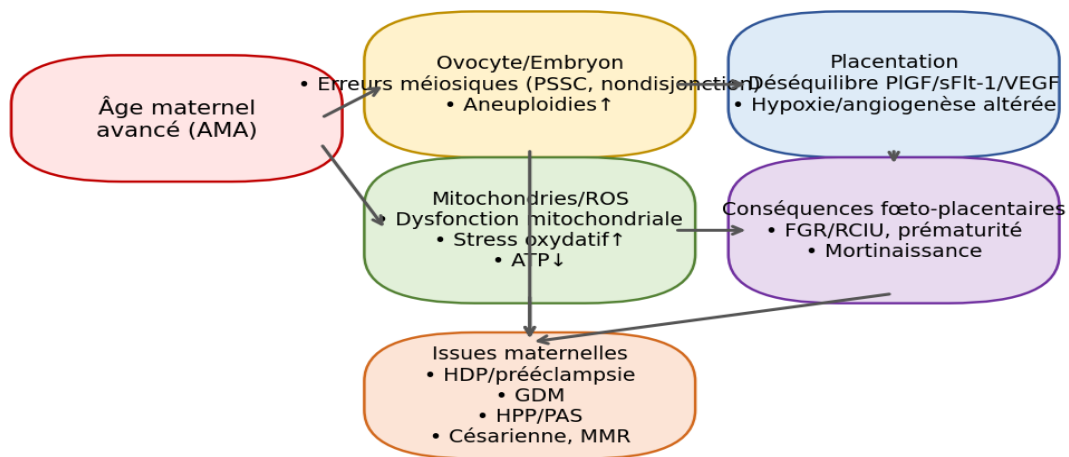 Âge maternel
avancé (AMA)
Ovocyte/Embryon
• Erreurs méiosiques (PSSC, nondisjonction)
• Aneuploïdies↑
Placentation
• Déséquilibre PlGF/sFlt-1/VEGF
• Hypoxie/angiogenèse altérée
Mitochondries/ROS
• Dysfonction mitochondriale
• Stress oxydatif↑
• ATP↓
Conséquences fœto-placentaires
• FGR/RCIU, prématurité
• Mortinaissance
Issues maternelles
• HDP/prééclampsie
• GDM
• HPP/PAS
• Césarienne, MMR